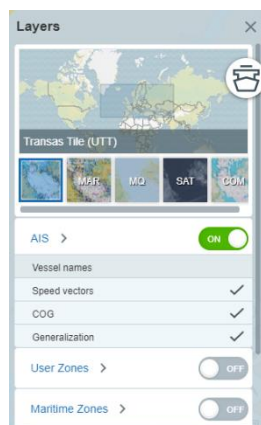 Layers
Transas Tile (UTT)
MAR MQ SAT COM
AIS ON
Vessel names
Speed vectors
COG
Generalization
User Zones OFF
Maritime Zones OFF